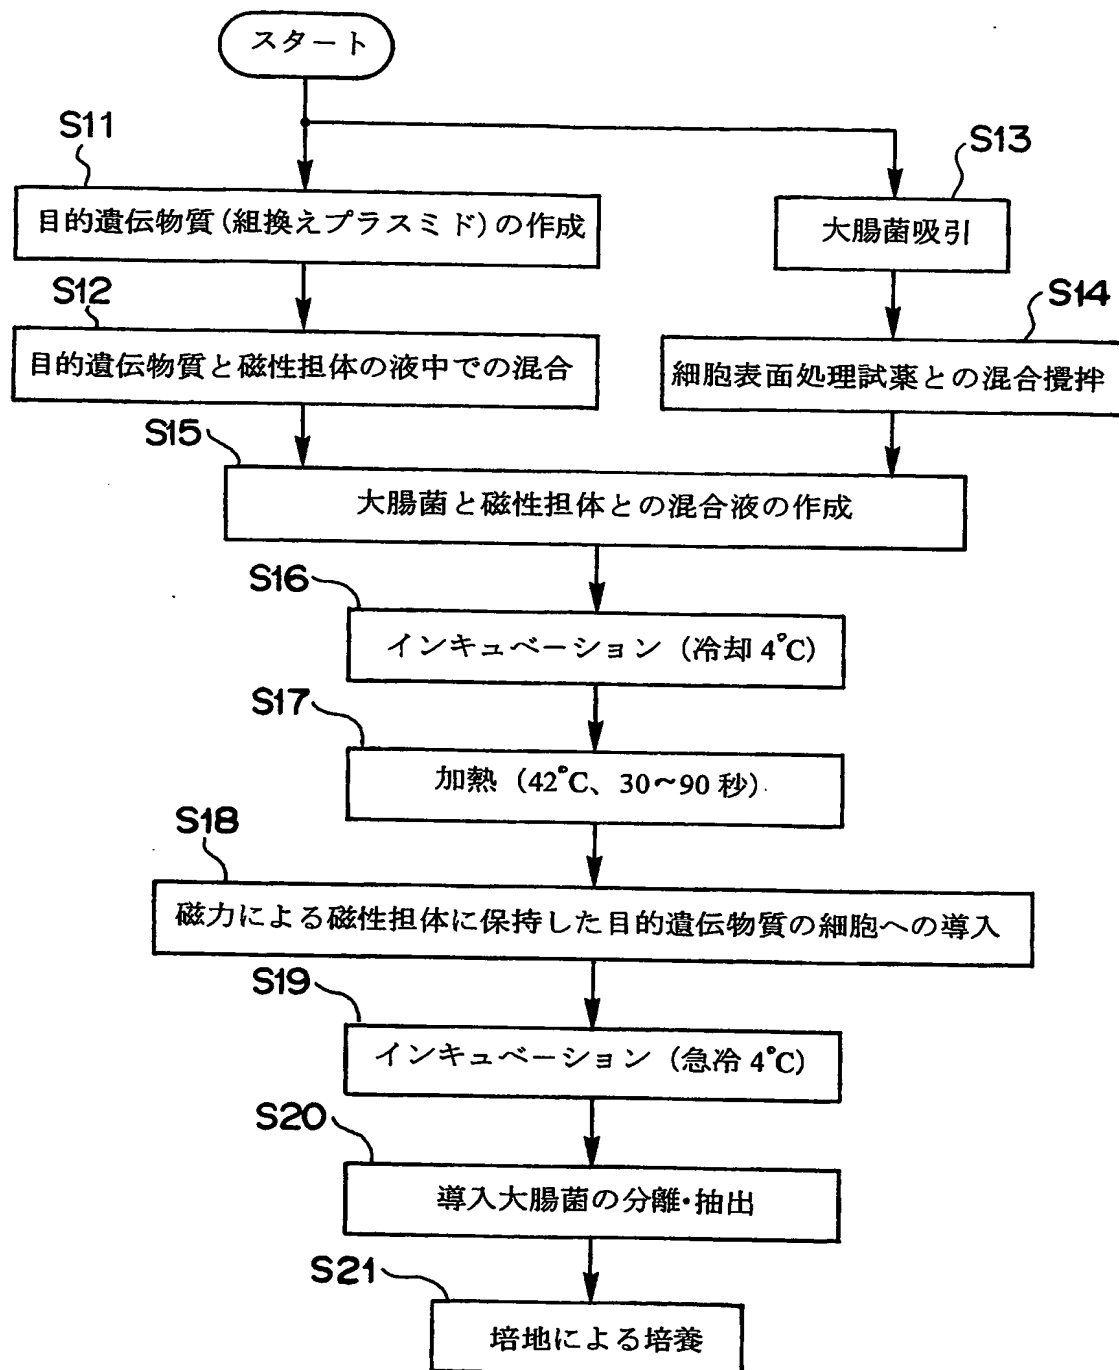 スタート
S11
目的遺伝物質(組換えプラスミド)の作成
S13
大腸菌吸引
S12
目的遺伝物質と磁性担体の液中での混合
S14
細胞表面処理試薬との混合攪拌
S15
大腸菌と磁性担体との混合液の作成
S16
インキュベーション(冷却 4℃)
S17
加熱(42℃、30〜90 秒)
S18
磁力による磁性担体に保持した目的遺伝物質の細胞への導入
S19
インキュベーション(急冷 4℃)
S20
導入大腸菌の分離・抽出
S21
培地による培養